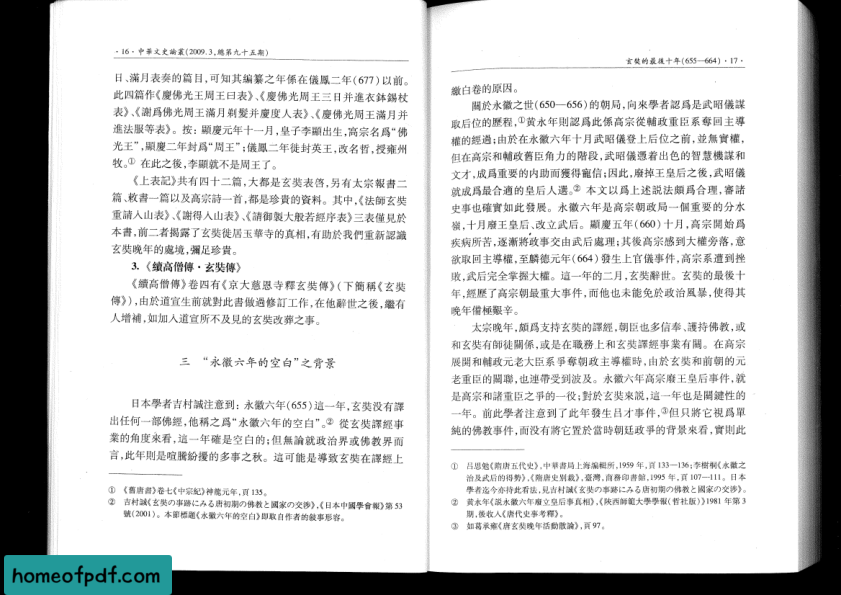 · 16 · 中華文史論叢(2009.3,總第九十五期)
日、滿月表奏的篇目,可知其編纂之年係在儀鳳二年(677)以前。
此四篇作《慶佛光王周王曰表》、《慶佛光周王三日并進衣鉢錫杖
表》、《謝爲佛光王滿月剃髮并慶度人表》、《慶佛光周王滿月并
進法服等表》。按:顯慶元年十一月,皇子李顯出生,高宗名爲“佛
光王”,顯慶二年封爲“周王”;儀鳳二年徙封英王,改名哲,授雍州
牧。① 在此之後,李顯就不是周王了。
《上表記》共有四十二篇,大都是玄奘表啓,另有太宗報書二
篇、敕書一篇以及高宗詩一首,都是珍貴的資料。其中,《法師玄奘
重請入山表》、《謝得入山表》、《請御製大般若經序表》三表僅見於
本書,前二者揭露了玄奘徙居玉華寺的真相,有助於我們重新認識
玄奘晚年的處境,彌足珍貴。
3. 《續高僧傳·玄奘傳》
《續高僧傳》卷四有《京大慈恩寺釋玄奘傳》(下簡稱《玄奘
傳》),由於道宣生前就對此書做過修訂工作,在他辭世之後,繼有
人增補,如加入道宣所不及見的玄奘改葬之事。
三 “永徽六年的空白”之背景
日本學者吉村誠注意到:永徽六年(655)這一年,玄奘没有譯
出任何一部佛經,他稱之爲“永徽六年的空白”。② 從玄奘譯經事
業的角度來看,這一年確是空白的;但無論就政治界或佛教界而
言,此年則是喧騰紛擾的多事之秋。這可能是導致玄奘在譯經上
① 《舊唐書》卷七《中宗紀》神龍元年,頁135。
② 吉村誠《玄奘の事跡にみる唐初期の佛教と國家の交渉》,《日本中國學會報》第53
號(2001)。本節標題《永徽六年的空白》即取自作者的敘事形容。
玄奘的最後十年(655—664) · 17 ·
繳白卷的原因。
關於永徽之世(650—656)的朝局,向來學者認爲是武昭儀謀
取后位的歷程,①黄永年則認爲此係高宗從輔政重臣系奪回主導
權的經過;由於在永徽六年十月武昭儀登上后位之前,並無實權,
但在高宗和輔政舊臣角力的階段,武昭儀憑着出色的智慧機謀和
文才,成爲重要的内助而獲得寵信;因此,廢掉王皇后之後,武昭儀
就成爲最合適的皇后人選。② 本文以爲上述說法頗爲合理,審諸
史事也確實如此發展。永徽六年是高宗朝政局一個重要的分水
嶺,十月廢王皇后、改立武后。顯慶五年(660)十月,高宗開始爲
疾病所苦,逐漸將政事交由武后處理;其後高宗感到大權旁落,意
欲取回主導權,至麟德元年(664)發生上官儀事件,高宗系遭到挫
敗,武后完全掌握大權。這一年的二月,玄奘辭世。玄奘的最後十
年,經歷了高宗朝最重大事件,而他也未能免於政治風暴,使得其
晚年備極艱辛。
太宗晚年,頗爲支持玄奘的譯經,朝臣也多信奉、護持佛教,或
和玄奘有師徒關係,或是在職務上和玄奘譯經事業有關。在高宗
展開和輔政元老大臣系爭奪朝政主導權時,由於玄奘和前朝的元
老重臣的關聯,也連帶受到波及。永徽六年高宗廢王皇后事件,就
是高宗和諸重臣之爭的一役;對於玄奘來說,這一年也是關鍵性的
一年。前此學者注意到了此年發生吕才事件,③但只將它視爲單
純的佛教事件,而没有將它置於當時朝廷政爭的背景來看,實則此
① 吕思勉《隋唐五代史》,中華書局上海編輯所,1959年,頁133—136;李樹桐《永徽之
治及武后的得勢》,《隋唐史别裁》,臺灣,商務印書館,1995年,頁107—111。日本
學者迄今亦持此看法,見吉村誠《玄奘の事跡にみる唐初期の佛教と國家の交渉》。
② 黄永年《説永徽六年廢立皇后事真相》,《陝西師範大學學報(哲社版)》1981年第3
期,後收入《唐代史事考釋》。
③ 如葛承雍《唐玄奘晚年活動散論》,頁97。
homeofpdf.com